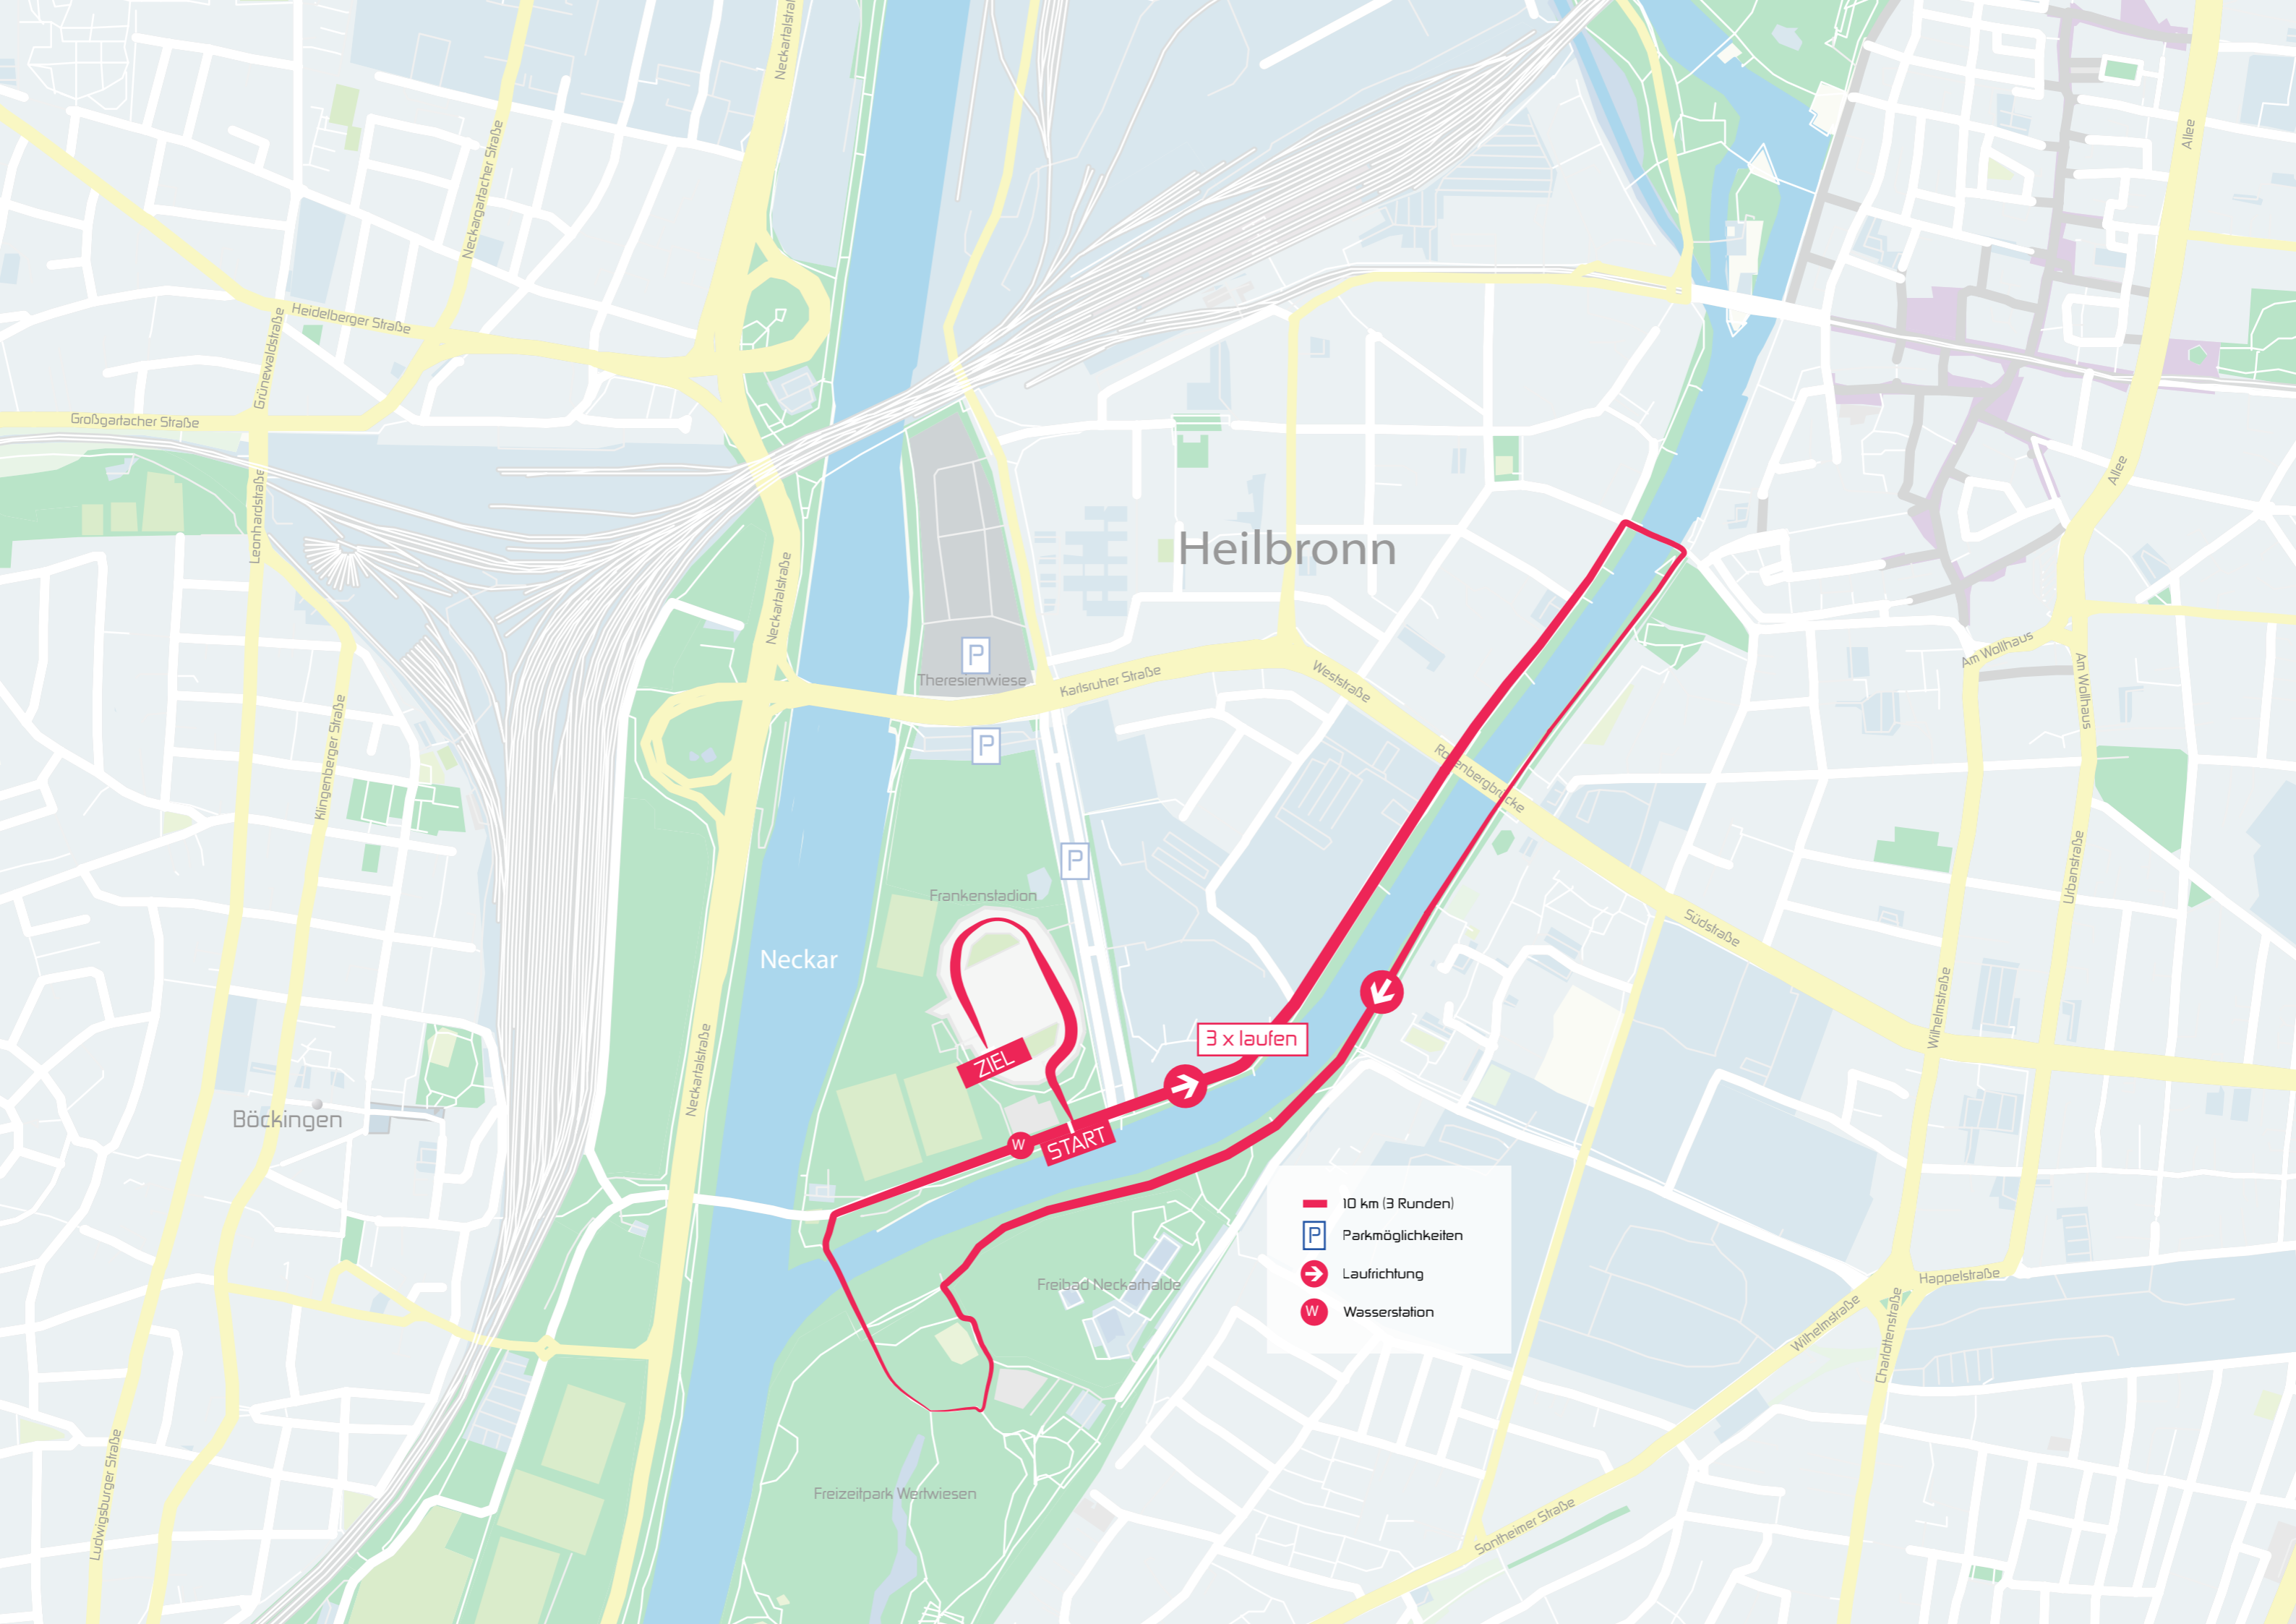 Neckartalstraße
Neckargartacher Straße
Allee
Heidelberger Straße
Grünewaldstraße
Großgartacher Straße
Leonhardstraße
Allee
Heilbronn
Neckartalstraße
P
Theresienwiese
Karlsruher Straße
Weststraße
Am Wollhaus
Am Wollhaus
Klingenberger Straße
P
Rosenbergbrücke
P
Urbanstraße
Frankenstadion
Südstraße
Neckar
Wilhelmstraße
3 x laufen
ZIEL
Neckartalstraße
Böckingen
W
START
10 km (3 Runden)
P Parkmöglichkeiten
Laufrichtung
W Wasserstation
Freibad Neckarhalde
Happelstraße
Wilhelmstraße
Charlottenstraße
Ludwigsburger Straße
Freizeitpark Wertwiesen
Sontheimer Straße